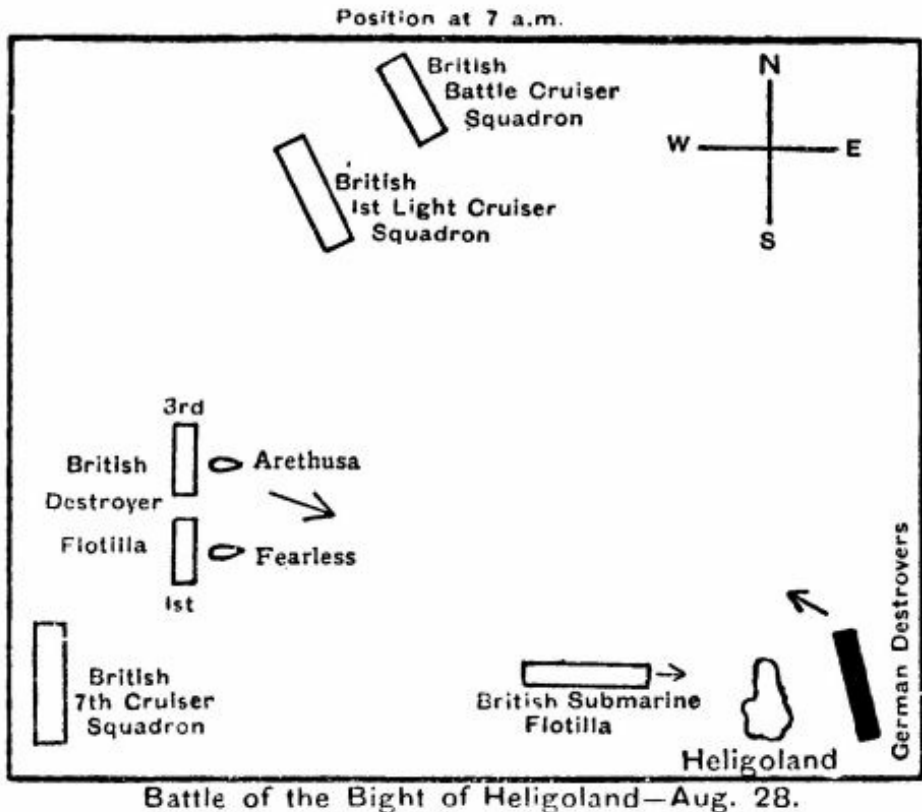 Position at 7 a.m.
British
Battle Cruiser
Squadron
N
W
E
S
British
1st Light Cruiser
Squadron
3rd
British
Destroyer
Flotilla
1st
Arethusa
Fearless
British
7th Cruiser
Squadron
British Submarine
Flotilla
Heligoland
German Destroyers
Battle of the Bight of Heligoland—Aug. 28.